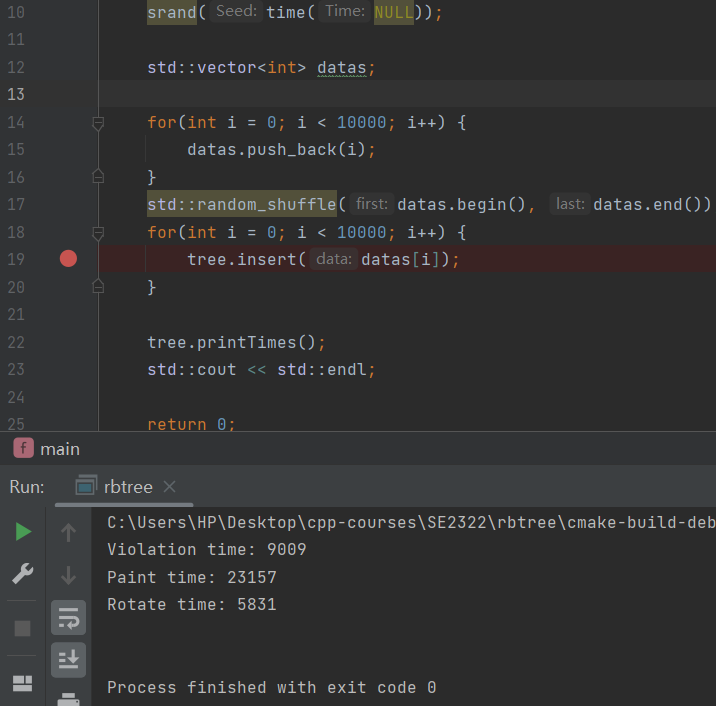 10 srand(Seed: time(Time: NULL));
11
12 std::vector<int> datas;
13
14 for(int i = 0; i < 10000; i++) {
15 datas.push_back(i);
16 }
17 std::random_shuffle(first: datas.begin(), last: datas.end())
18 for(int i = 0; i < 10000; i++) {
19 tree.insert(data: datas[i]);
20 }
21
22 tree.printTimes();
23 std::cout << std::endl;
24
25 return 0;
f main
Run: rbtree
C:\Users\HP\Desktop\cpp-courses\SE2322\rbtree\cmake-build-deb
Violation time: 9009
Paint time: 23157
Rotate time: 5831
Process finished with exit code 0